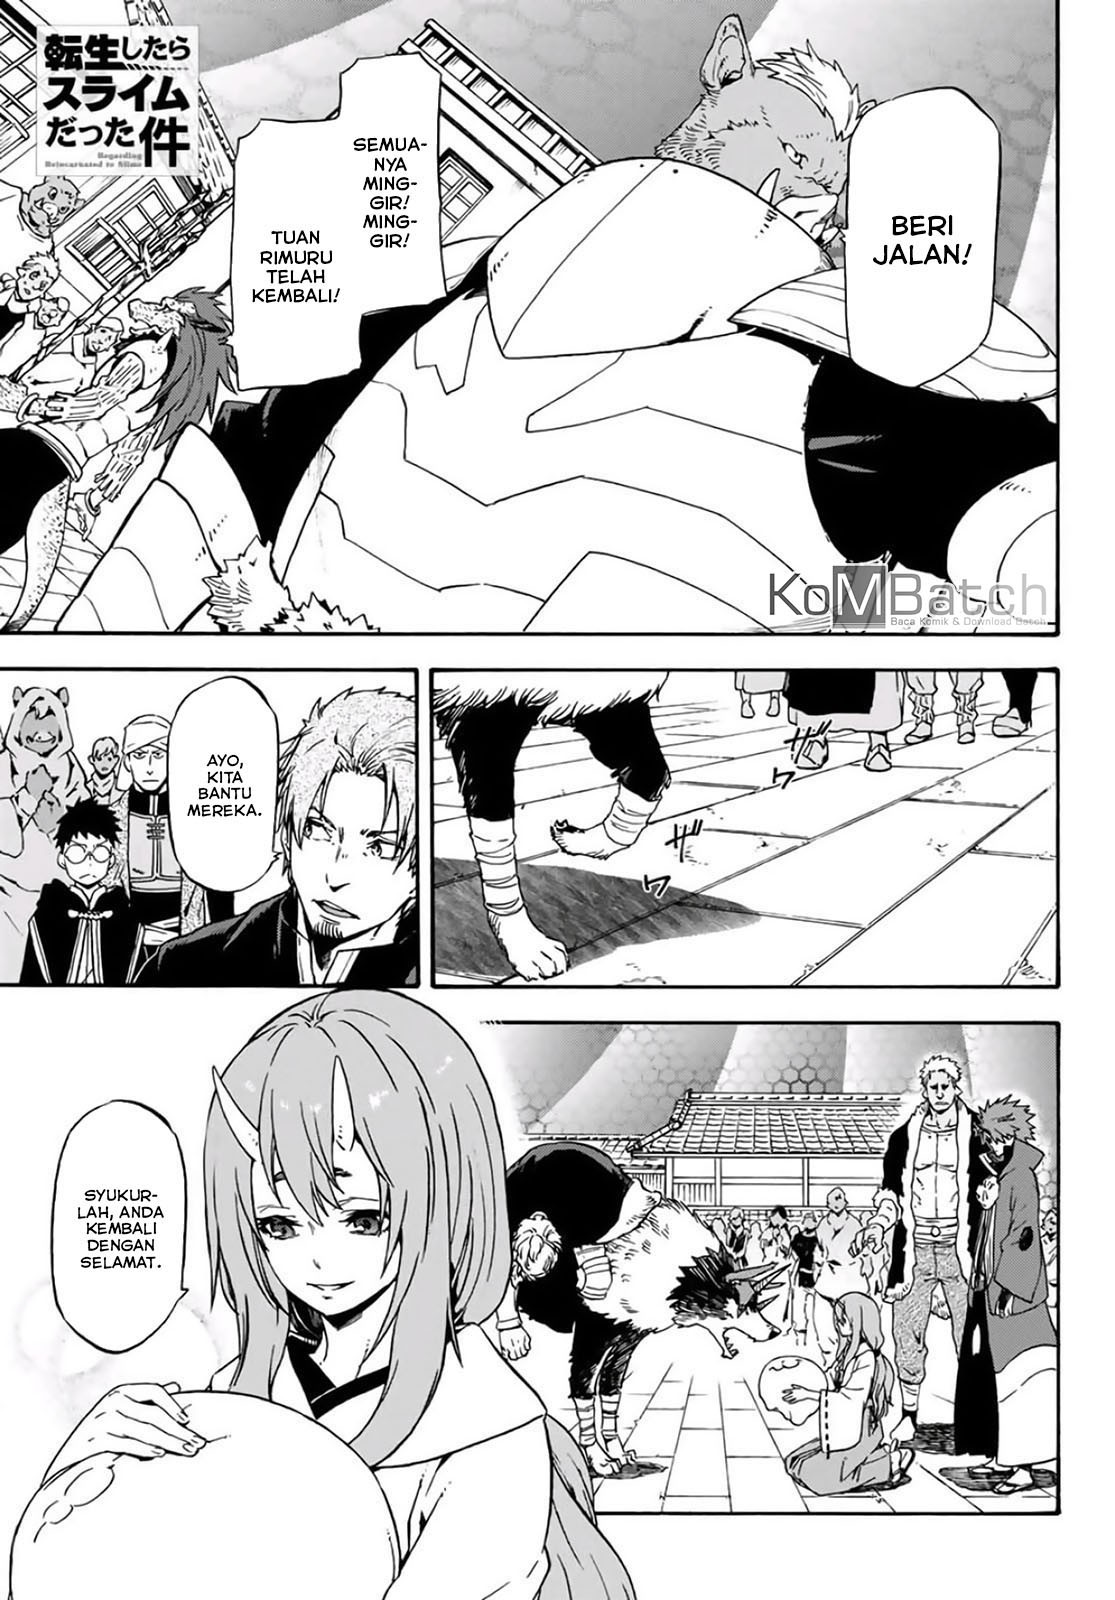 転生したら
スライム
だった件
Regarding
Reincarnated to Slime
BERI
JALAN!
SEMUA-
NYA
MING-
GIR!
MING-
GIR!
TUAN
RIMURU
TELAH
KEMBALI!
KoMBatch
Baca Komik & Download Batch
ザワ
ザワ
AYO,
KITA
BANTU
MEREKA.
SYUKUR-
LAH, ANDA
KEMBALI
DENGAN
SELAMAT.